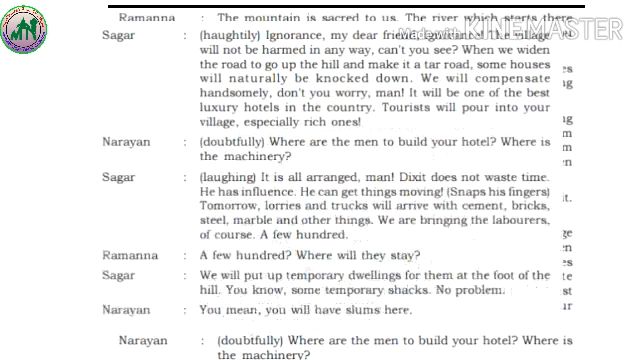 Ramanna : The mountain is sacred to us. The river which starts there
Made with KINEMASTER
Sagar : (haughtily) Ignorance, my dear friend, ignorance! The village
will not be harmed in any way, can't you see? When we widen
the road to go up the hill and make it a tar road, some houses
will naturally be knocked down. We will compensate
handsomely, don't you worry, man! It will be one of the best
luxury hotels in the country. Tourists will pour into your
village, especially rich ones!
Narayan : (doubtfully) Where are the men to build your hotel? Where is
the machinery?
Sagar : (laughing) It is all arranged, man! Dixit does not waste time.
He has influence. He can get things moving! (Snaps his fingers)
Tomorrow, lorries and trucks will arrive with cement, bricks,
steel, marble and other things. We are bringing the labourers,
of course. A few hundred.
Ramanna : A few hundred? Where will they stay?
Sagar : We will put up temporary dwellings for them at the foot of the
hill. You know, some temporary shacks. No problem.
Narayan : You mean, you will have slums here.
Narayan : (doubtfully) Where are the men to build your hotel? Where is
the machinery?